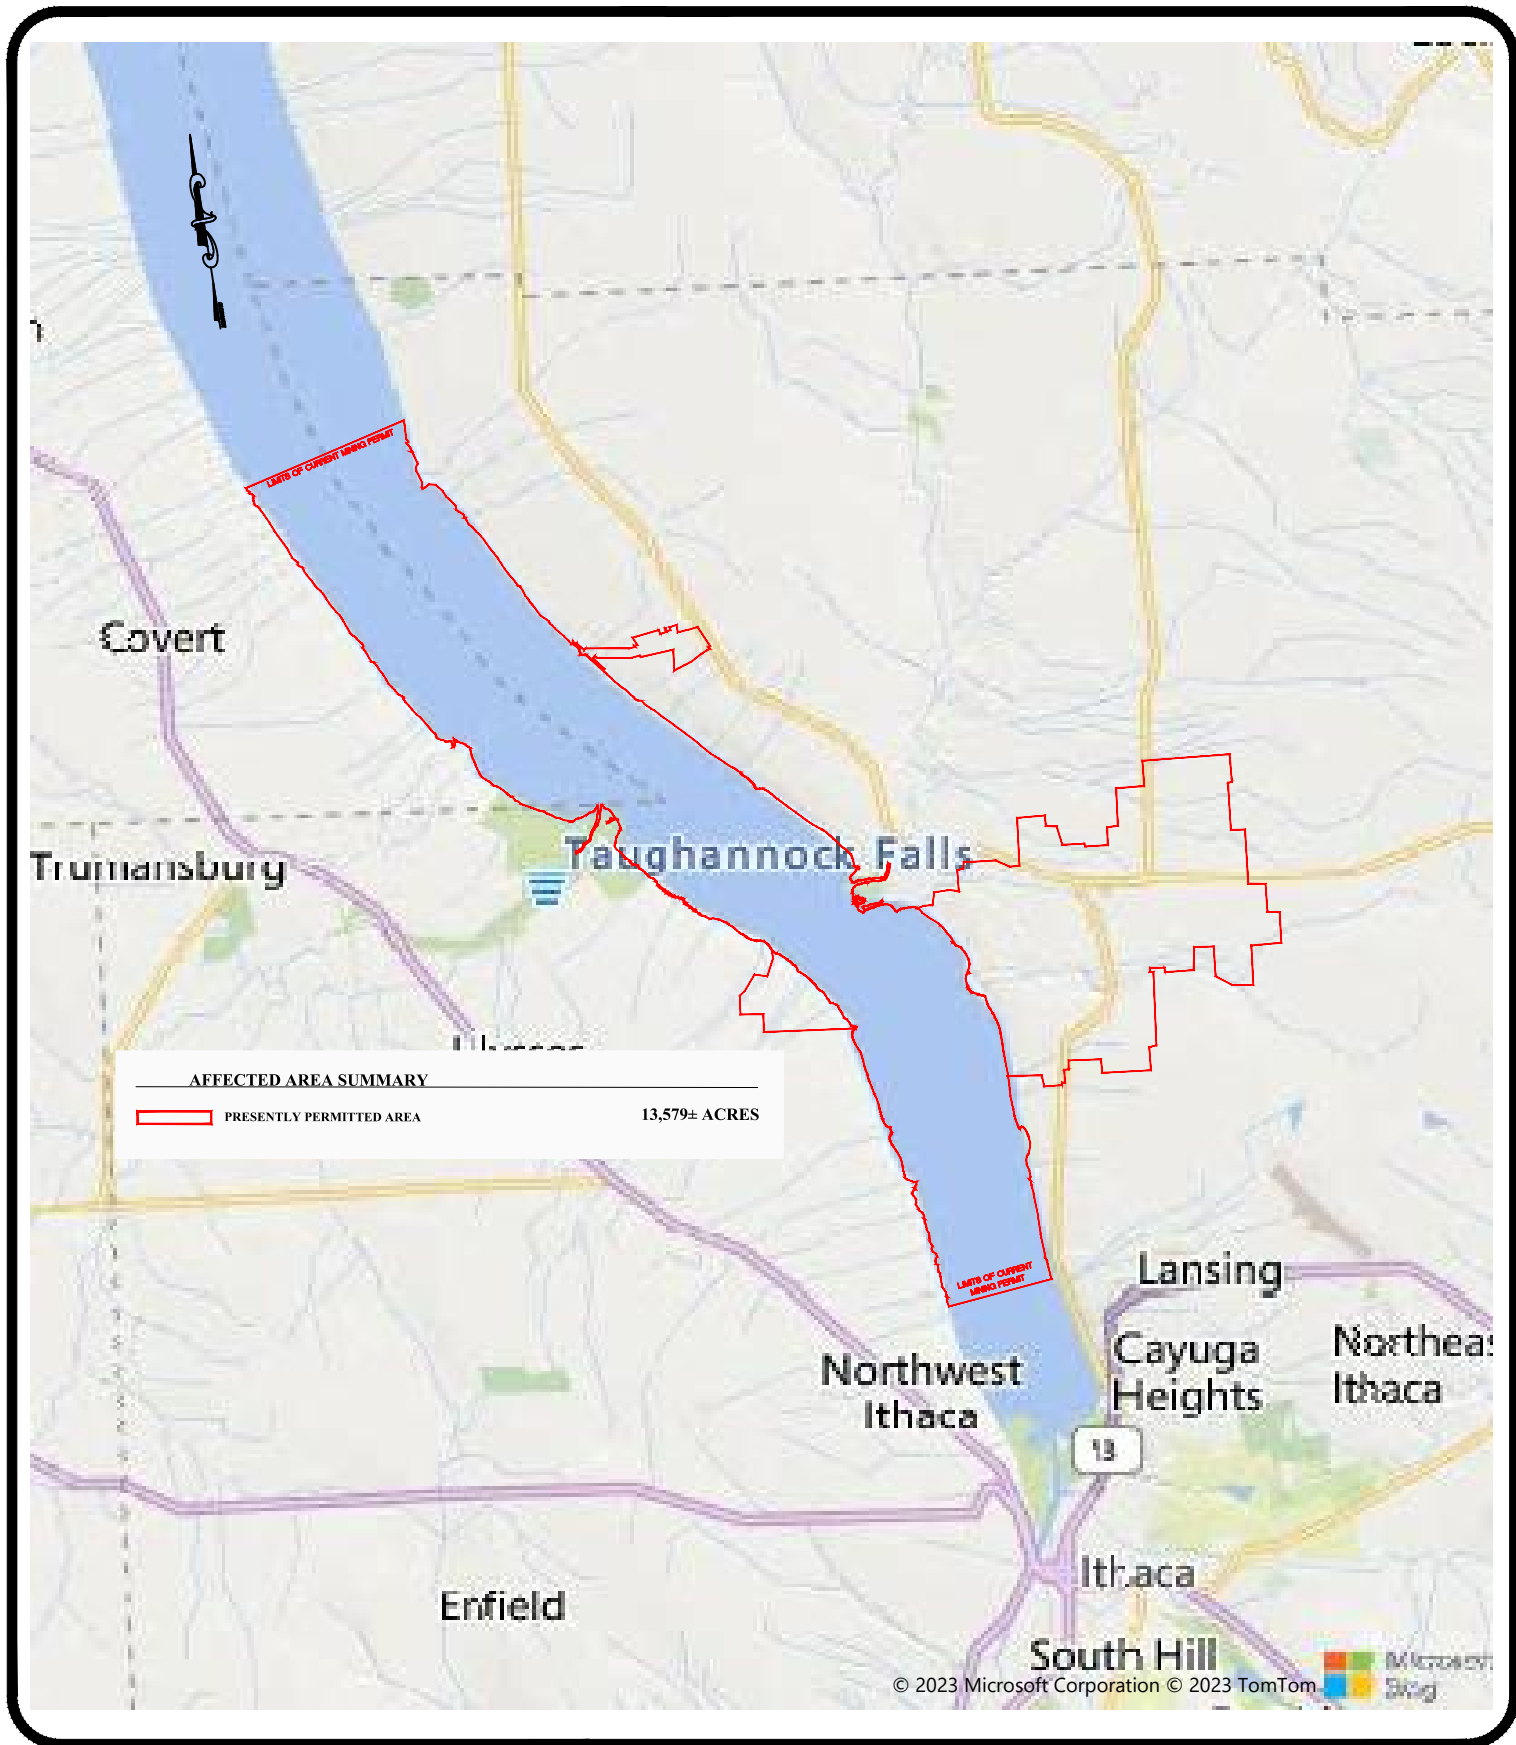 LIMITS OF CURRENT MINING PERMIT
Covert
Taughannock Falls
Trumansburg
AFFECTED AREA SUMMARY
PRESENTLY PERMITTED AREA 13,579± ACRES
LIMITS OF CURRENT
MINING PERMIT
Lansing
Cayuga
Heights
Northeas
Ithaca
Northwest
Ithaca
13
Ithaca
Enfield
South Hill
© 2023 Microsoft Corporation © 2023 TomTom
Microsoft
Bing